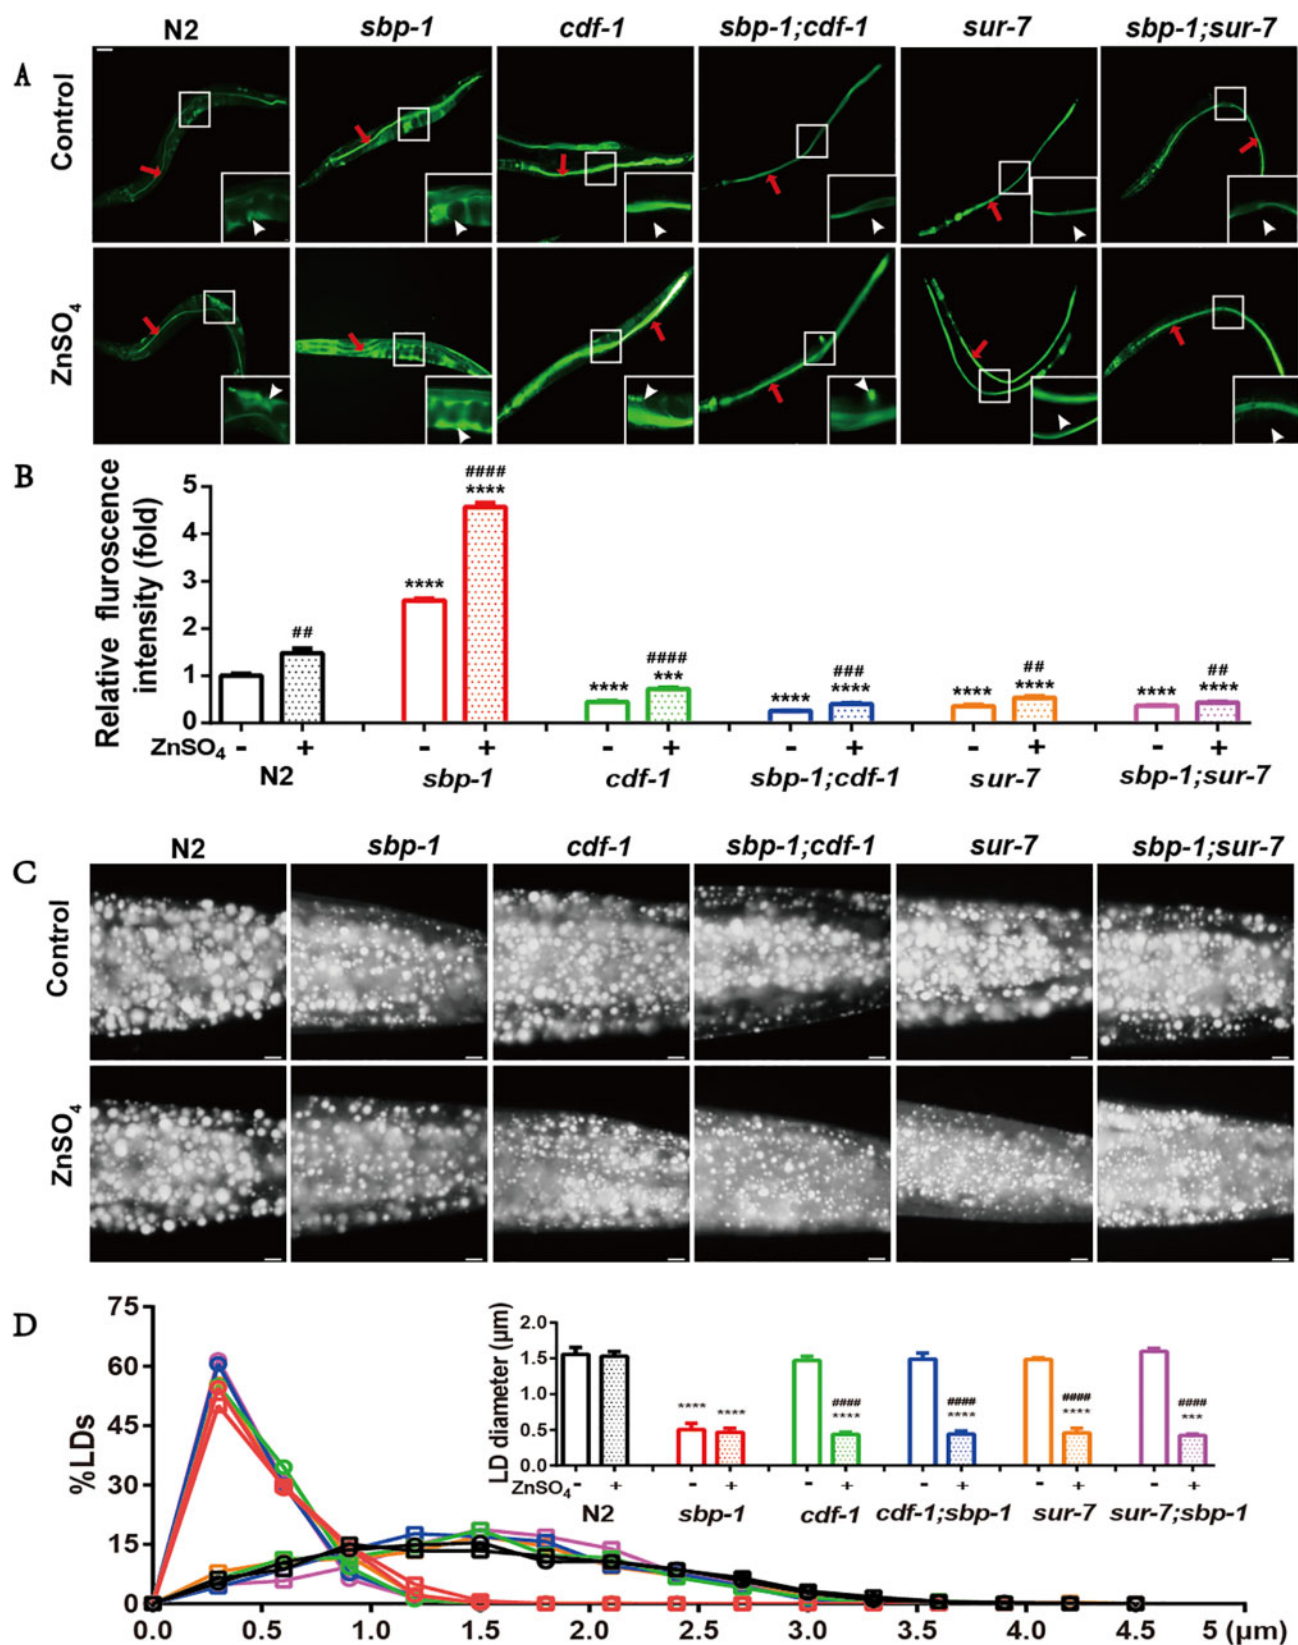 N2 sbp-1 cdf-1 sbp-1;cdf-1 sur-7 sbp-1;sur-7
A
Control
ZnSO4
B
Relative fluroscence
intensity (fold)
5
4
3
2
1
0
## **** #### **** **** #### *** **** ### **** **** ## **** **** ## ****
ZnSO4 - + - + - + - + - + - +
N2 sbp-1 cdf-1 sbp-1;cdf-1 sur-7 sbp-1;sur-7
N2 sbp-1 cdf-1 sbp-1;cdf-1 sur-7 sbp-1;sur-7
C
Control
ZnSO4
D
%LDs
75
60
45
30
15
0
0.0 0.5 1.0 1.5 2.0 2.5 3.0 3.5 4.0 4.5 5 (μm)
LD diameter (μm)
2.0
1.5
1.0
0.5
0.0
**** **** #### **** #### **** #### **** #### ***
ZnSO4 - + - + - + - + - + - +
N2 sbp-1 cdf-1 cdf-1;sbp-1 sur-7 sur-7;sbp-1